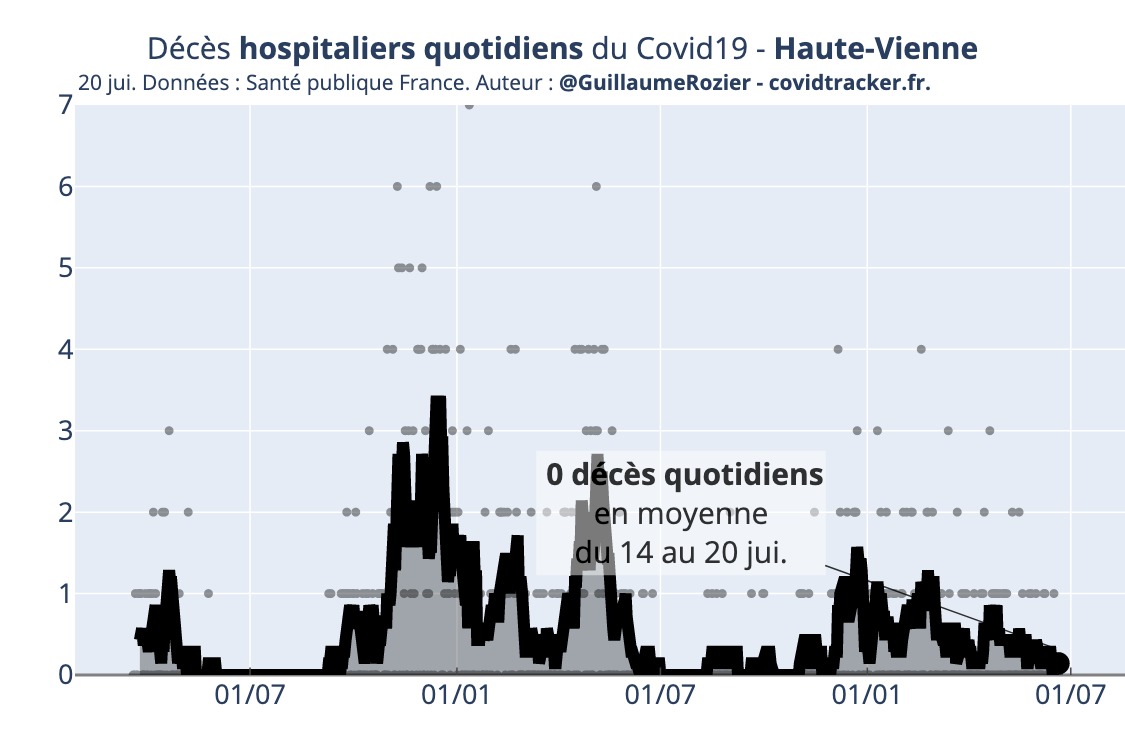 Décès hospitaliers quotidiens du Covid19 - Haute-Vienne
20 jui. Données : Santé publique France. Auteur : @GuillaumeRozier - covidtracker.fr.
7
6
5
4
3
2
1
0
0 décès quotidiens
en moyenne
du 14 au 20 jui.
01/07
01/01
01/07
01/01
01/07